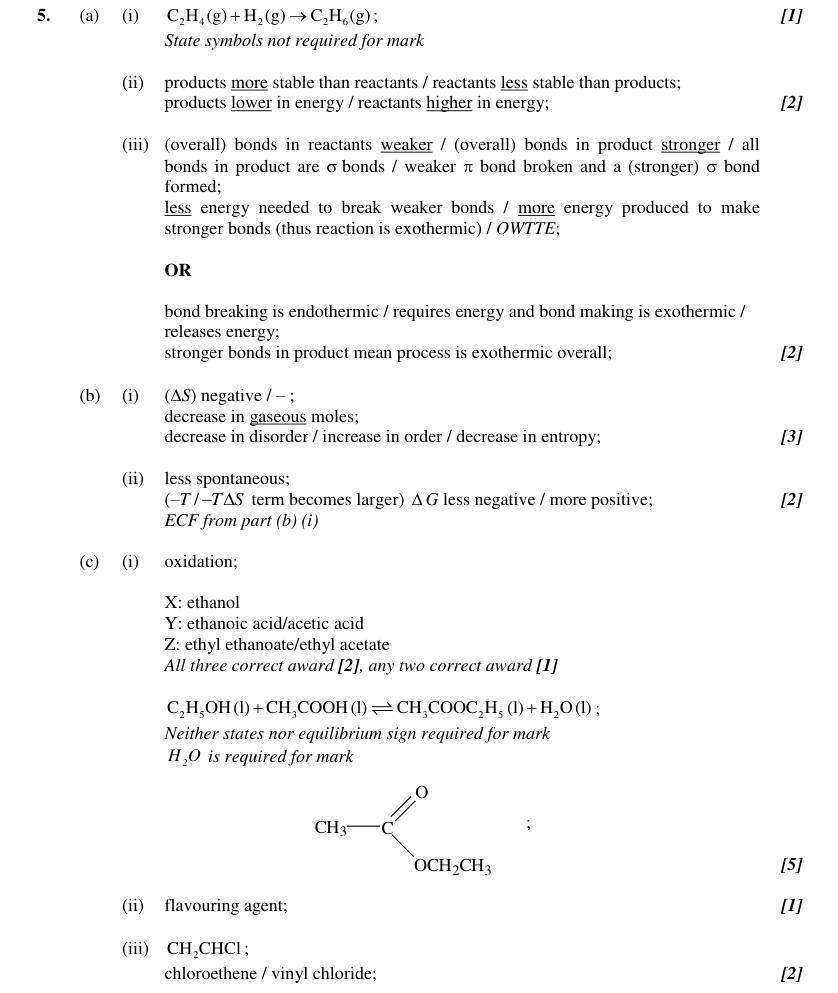 5. (a) (i) C₂H₄(g) + H₂(g) → C₂H₆(g); [1]
State symbols not required for mark
(ii) products more stable than reactants / reactants less stable than products;
products lower in energy / reactants higher in energy; [2]
(iii) (overall) bonds in reactants weaker / (overall) bonds in product stronger / all
bonds in product are σ bonds / weaker π bond broken and a (stronger) σ bond
formed;
less energy needed to break weaker bonds / more energy produced to make
stronger bonds (thus reaction is exothermic) / OWTTE;
OR
bond breaking is endothermic / requires energy and bond making is exothermic /
releases energy;
stronger bonds in product mean process is exothermic overall; [2]
(b) (i) (ΔS) negative / – ;
decrease in gaseous moles;
decrease in disorder / increase in order / decrease in entropy; [3]
(ii) less spontaneous;
(–T / –TΔS term becomes larger) ΔG less negative / more positive; [2]
ECF from part (b) (i)
(c) (i) oxidation;
X: ethanol
Y: ethanoic acid/acetic acid
Z: ethyl ethanoate/ethyl acetate
All three correct award [2], any two correct award [1]
C₂H₅OH(l) + CH₃COOH(l) ⇌ CH₃COOC₂H₅(l) + H₂O(l);
Neither states nor equilibrium sign required for mark
H₂O is required for mark
O
CH₃ C ;
OCH₂CH₃ [5]
(ii) flavouring agent; [1]
(iii) CH₂CHCl;
chloroethene / vinyl chloride; [2]